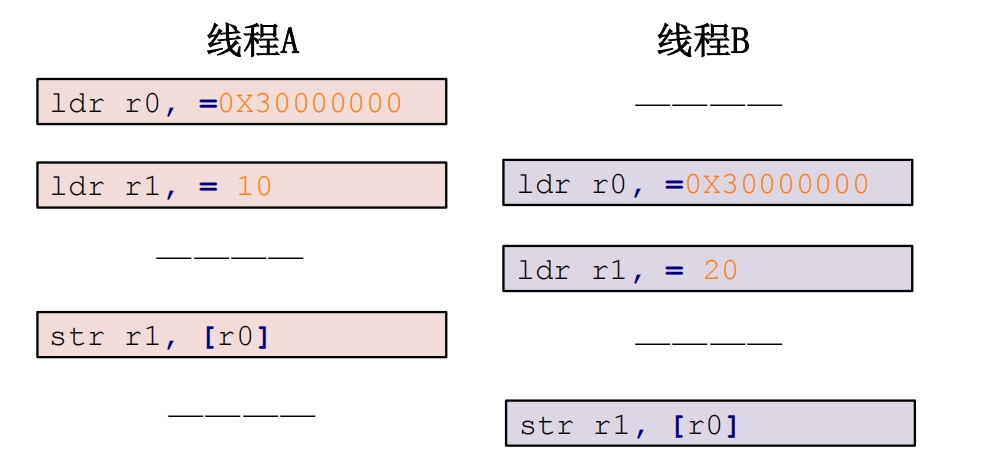 线程A
线程B
ldr r0, =0X30000000
————
ldr r1, = 10
ldr r0, =0X30000000
————
ldr r1, = 20
str r1, [r0]
————
————
str r1, [r0]